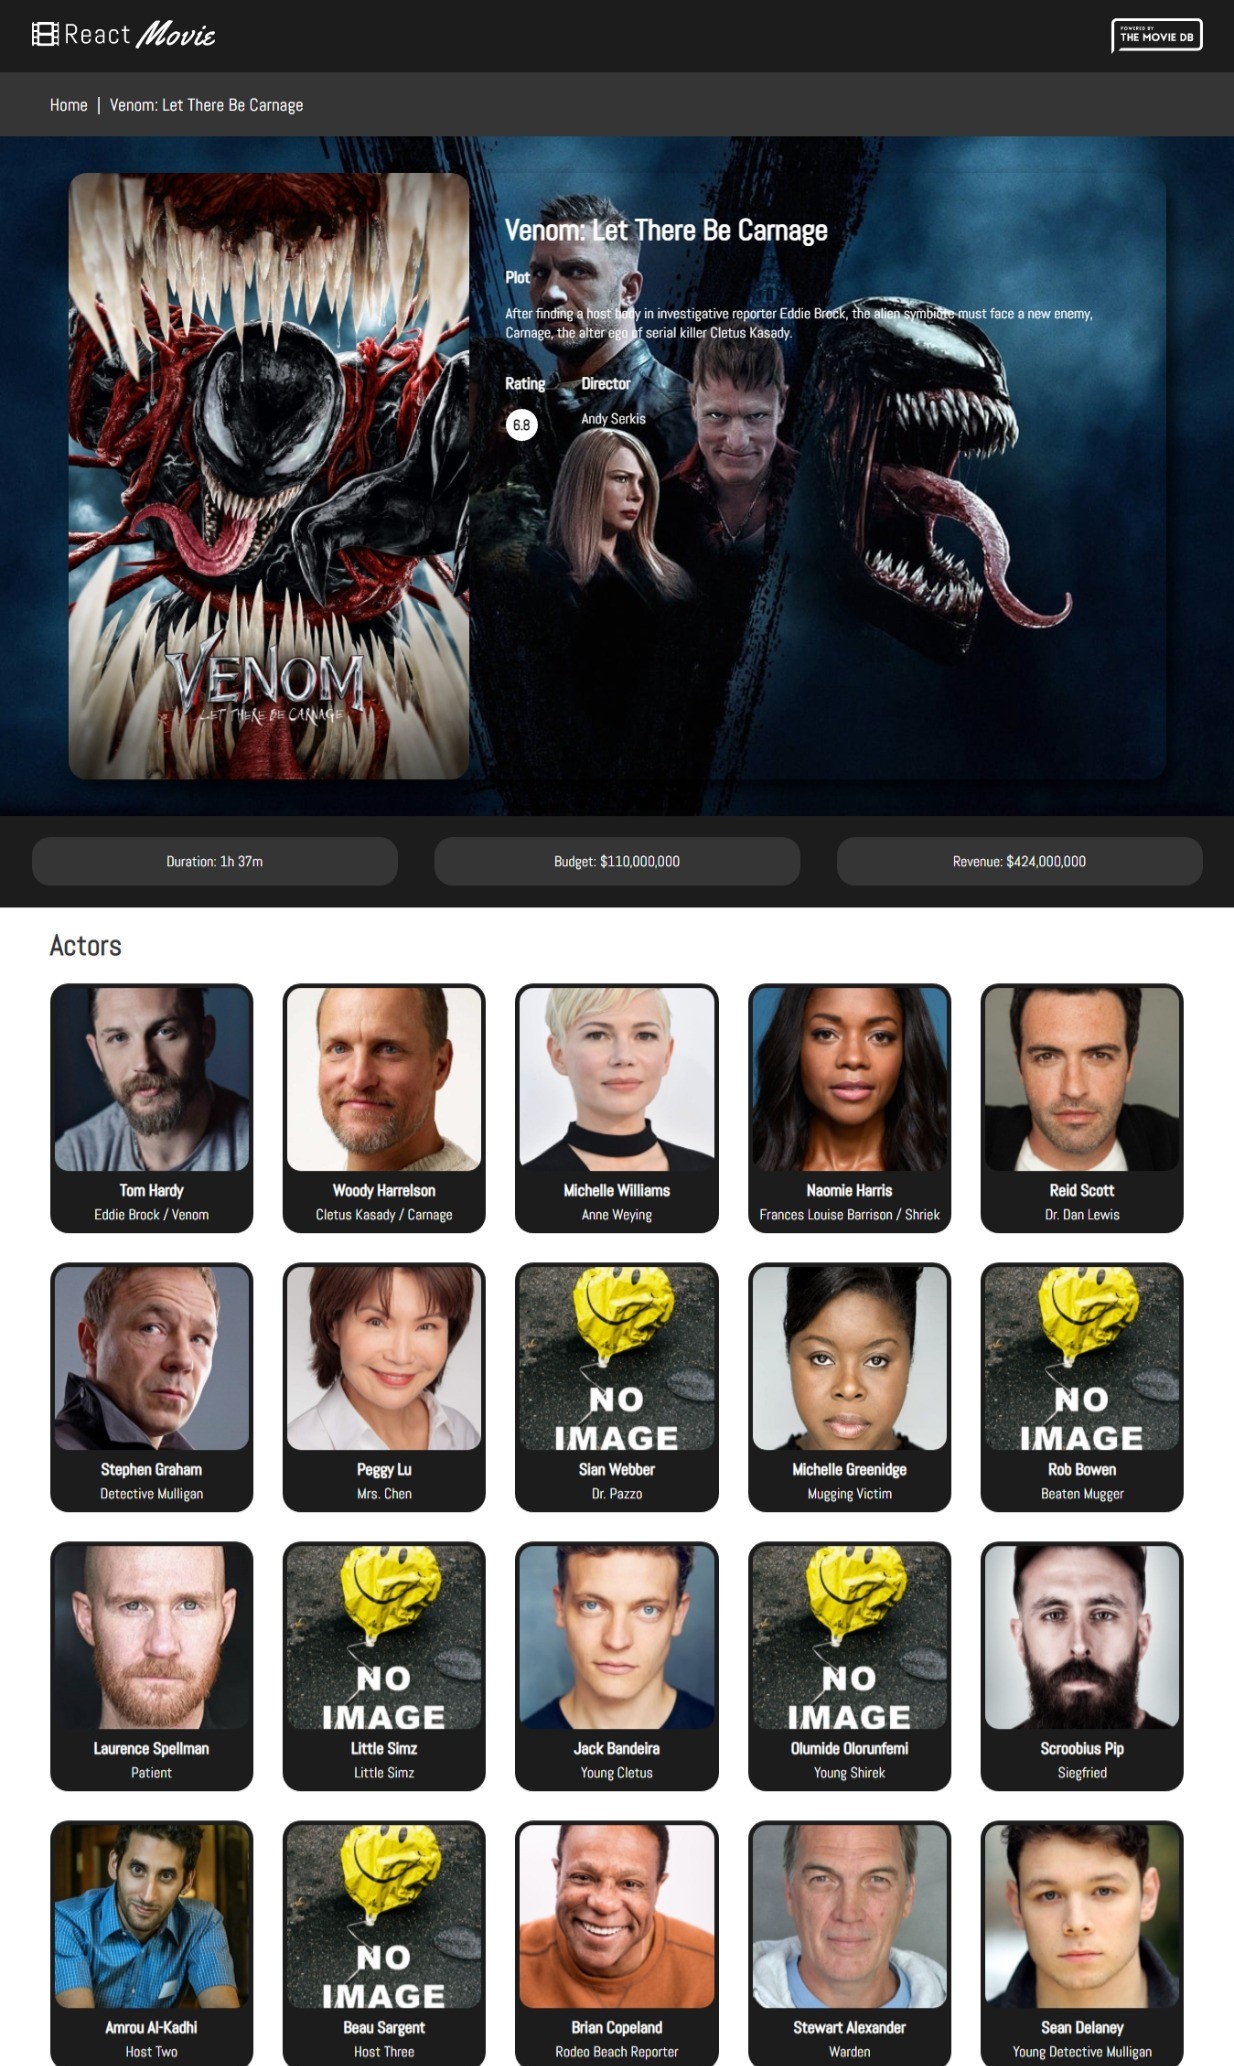 React Movie
POWERED BY
THE MOVIE DB
Home | Venom: Let There Be Carnage
VENOM
LET THERE BE CARNAGE
Venom: Let There Be Carnage
Plot
After finding a host body in investigative reporter Eddie Brock, the alien symbiote must face a new enemy,
Carnage, the alter ego of serial killer Cletus Kasady.
Rating Director
6.8 Andy Serkis
Duration: 1h 37m Budget: $110,000,000 Revenue: $424,000,000
Actors
Tom Hardy Woody Harrelson Michelle Williams Naomie Harris Reid Scott
Eddie Brock / Venom Cletus Kasady / Carnage Anne Weying Frances Louise Barrison / Shriek Dr. Dan Lewis
NO NO
IMAGE IMAGE
Stephen Graham Peggy Lu Sian Webber Michelle Greenidge Rob Bowen
Detective Mulligan Mrs. Chen Dr. Pazzo Mugging Victim Beaten Mugger
NO NO
IMAGE IMAGE
Laurence Spellman Little Simz Jack Bandeira Olumide Olorunfemi Scroobius Pip
Patient Little Simz Young Cletus Young Shirek Siegfried
NO
IMAGE
Amrou Al-Kadhi Beau Sargent Brian Copeland Stewart Alexander Sean Delaney
Host Two Host Three Rodeo Beach Reporter Warden Young Detective Mulligan